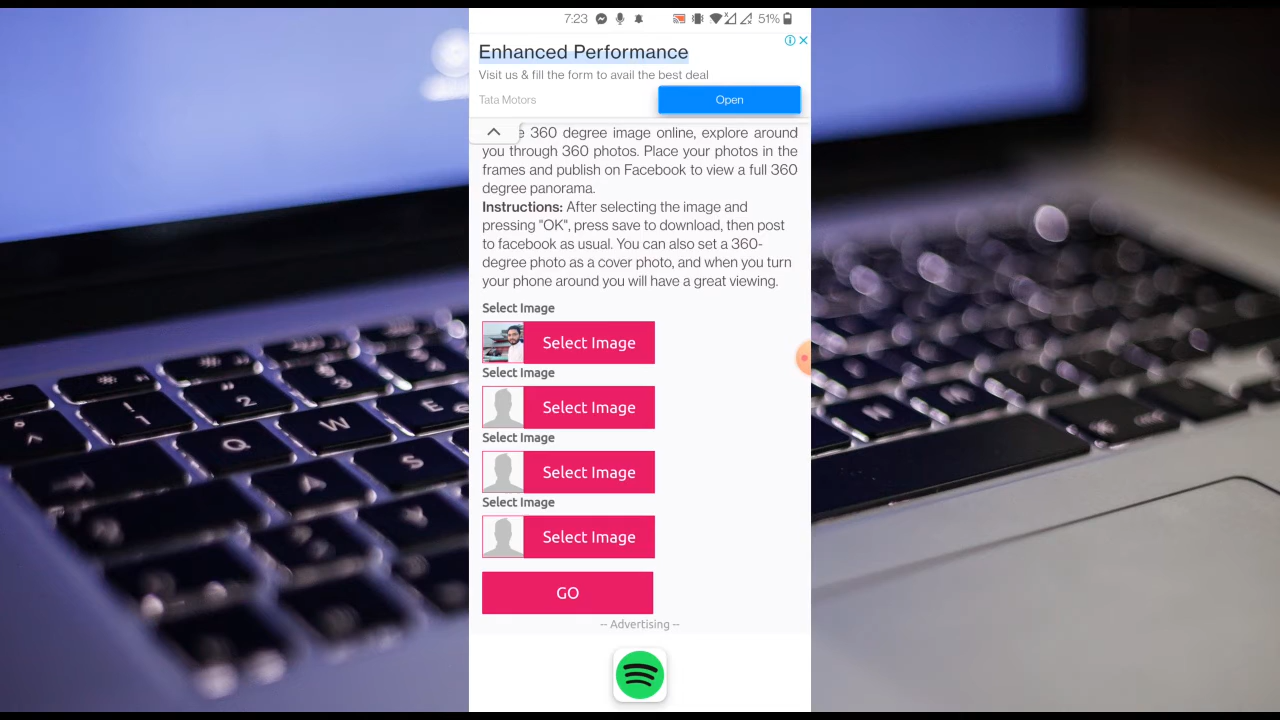 7:23
51%
Enhanced Performance
Visit us & fill the form to avail the best deal
Tata Motors
Open
360 degree image online, explore around
you through 360 photos. Place your photos in the
frames and publish on Facebook to view a full 360
degree panorama.
Instructions: After selecting the image and
pressing "OK", press save to download, then post
to facebook as usual. You can also set a 360-
degree photo as a cover photo, and when you turn
your phone around you will have a great viewing.
Select Image
Select Image
Select Image
Select Image
Select Image
Select Image
Select Image
Select Image
GO
-- Advertising --
!
1
2
3
Q
W
E
A
S